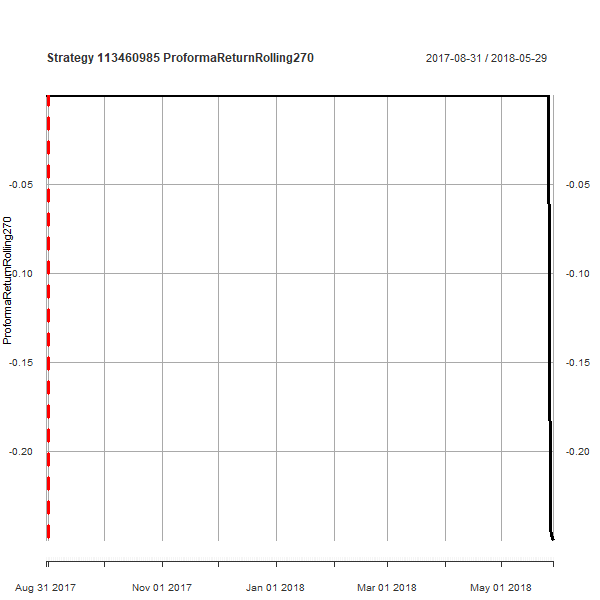 Strategy 113460985 ProformaReturnRolling270
2017-08-31 / 2018-05-29
ProformaReturnRolling270
-0.05
-0.05
-0.10
-0.10
-0.15
-0.15
-0.20
-0.20
Aug 31 2017
Nov 01 2017
Jan 01 2018
Mar 01 2018
May 01 2018